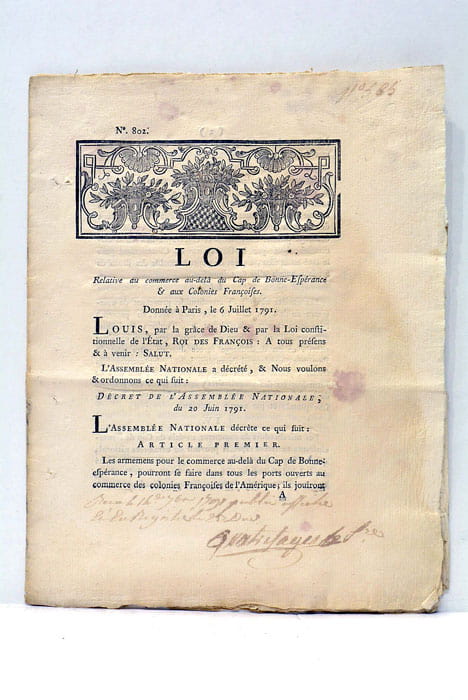 Nº. 802.
LOI
Relative au commerce au-delà du Cap de Bonne-Espérance
& aux Colonies Françoises.
Donnée à Paris, le 6 Juillet 1791.
LOUIS, par la grâce de Dieu & par la Loi consti-
tionnelle de l'État, ROI DES FRANÇOIS : A tous présens
& à venir : SALUT.
L'ASSEMBLÉE NATIONALE a décrété, & Nous voulons
& ordonnons ce qui suit :
DÉCRET DE L'ASSEMBLÉE NATIONALE,
du 20 Juin 1791.
L'ASSEMBLÉE NATIONALE décrète ce qui suit :
ARTICLE PREMIER.
Les armemens pour le commerce au-delà du Cap de Bonne-
espérance, pourront se faire dans tous les ports ouverts au
commerce des colonies Françoises de l'Amérique; ils jouiront
A